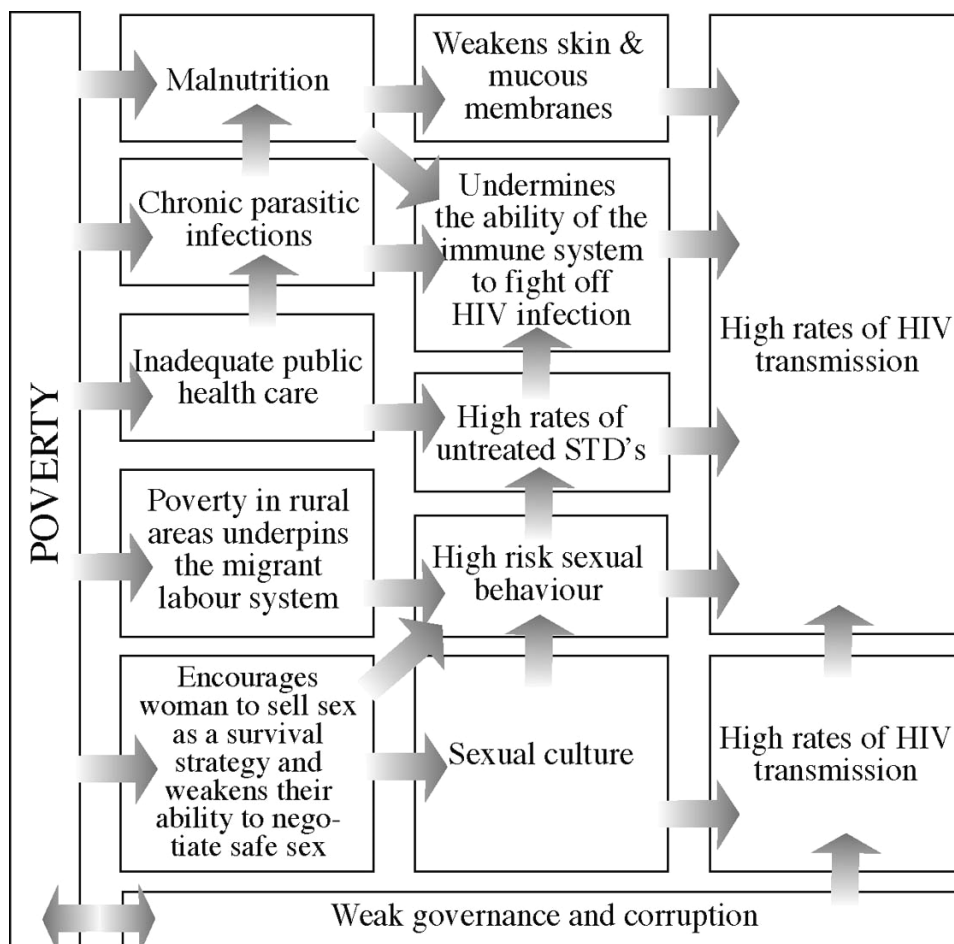 POVERTY
Malnutrition
Chronic parasitic
infections
Inadequate public
health care
Poverty in rural
areas underpins
the migrant
labour system
Encourages
woman to sell sex
as a survival
strategy and
weakens their
ability to nego-
tiate safe sex
Weakens skin &
mucous
membranes
Undermines
the ability of the
immune system
to fight off
HIV infection
High rates of
untreated STD's
High risk sexual
behaviour
Sexual culture
High rates of HIV
transmission
High rates of HIV
transmission
Weak governance and corruption